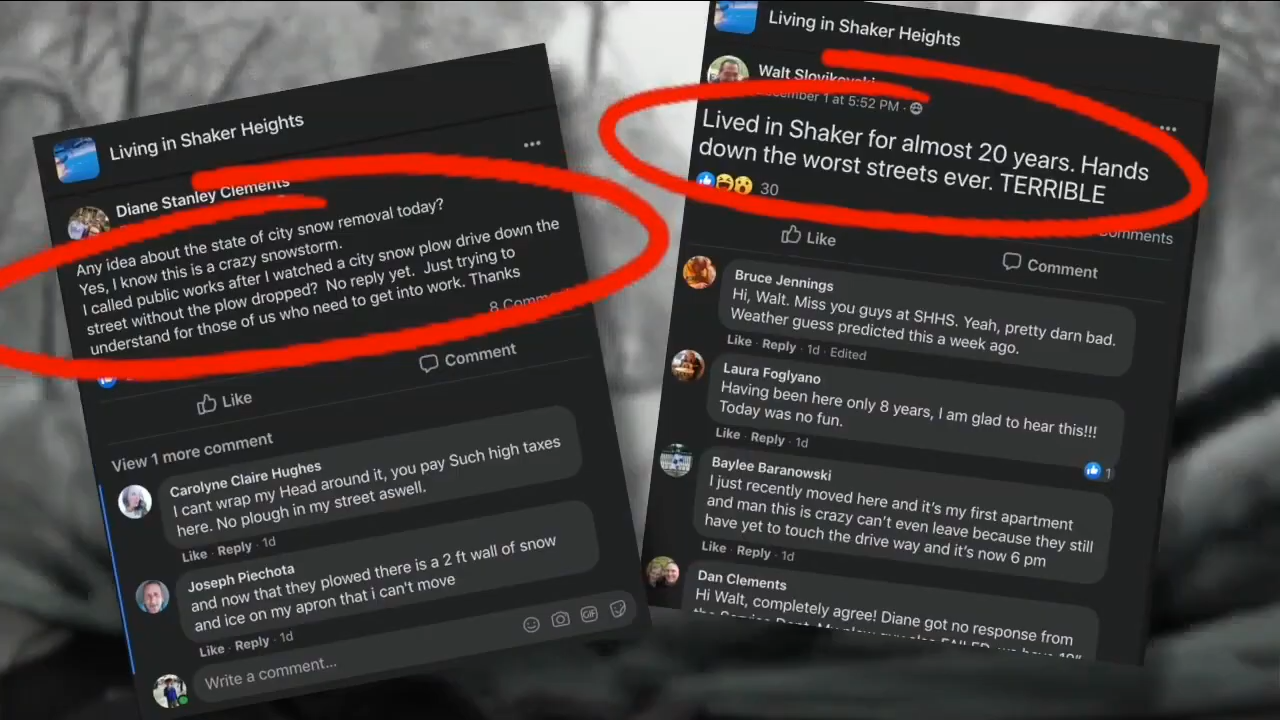 Living in Shaker Heights
Diane Stanley Clements
Any idea about the state of city snow removal today?
Yes, I know this is a crazy snowstorm.
I called public works after I watched a city snow plow drive down the
street without the plow dropped? No reply yet. Just trying to
understand for those of us who need to get into work. Thanks
8
Like
Comment
View 1 more comment
Carolyne Claire Hughes
I cant wrap my Head around it, you pay Such high taxes
here. No plough in my street aswell.
Like · Reply · 1d
Joseph Piechota
and now that they plowed there is a 2 ft wall of snow
and ice on my apron that i can't move
Like · Reply · 1d
Write a comment...
GIF
Living in Shaker Heights
Walt
1 at 5:52 PM ·
Lived in Shaker for almost 20 years. Hands
down the worst streets ever. TERRIBLE
30
Like
Comment
Bruce Jennings
Hi, Walt. Miss you guys at SHHS. Yeah, pretty darn bad.
Weather guess predicted this a week ago.
Like · Reply · 1d · Edited
Laura Foglyano
Having been here only 8 years, I am glad to hear this!!!
Today was no fun.
Like · Reply · 1d
1
Baylee Baranowski
I just recently moved here and it's my first apartment
and man this is crazy can't even leave because they still
have yet to touch the drive way and it's now 6 pm
Like · Reply · 1d
Dan Clements
Hi Walt, completely agree! Diane got no response from